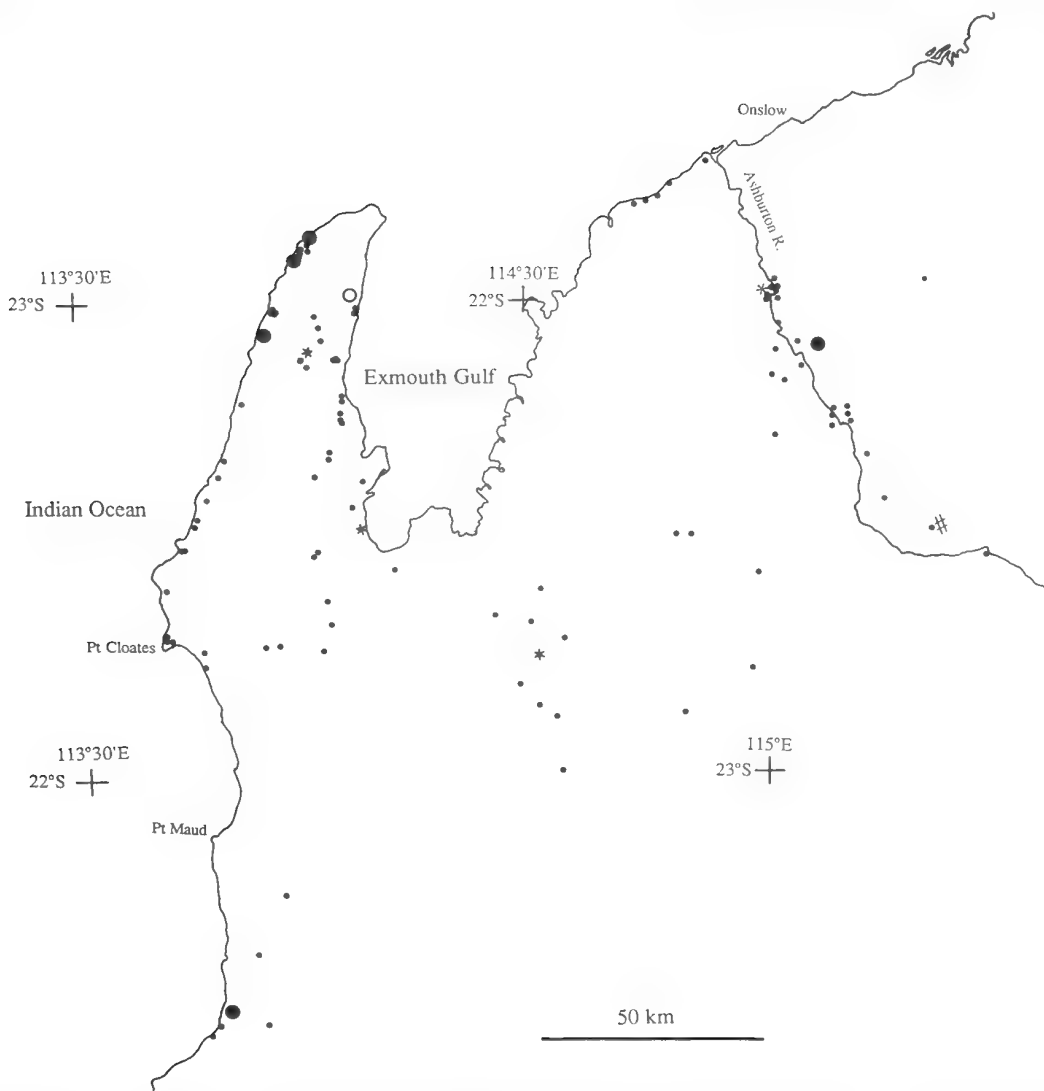 Onslow
Ashburton R.
113°30'E
23°S
114°30'E
22°S
Exmouth Gulf
Indian Ocean
Pt Cloates
113°30'E
22°S
115°E
23°S
Pt Maud
50 km